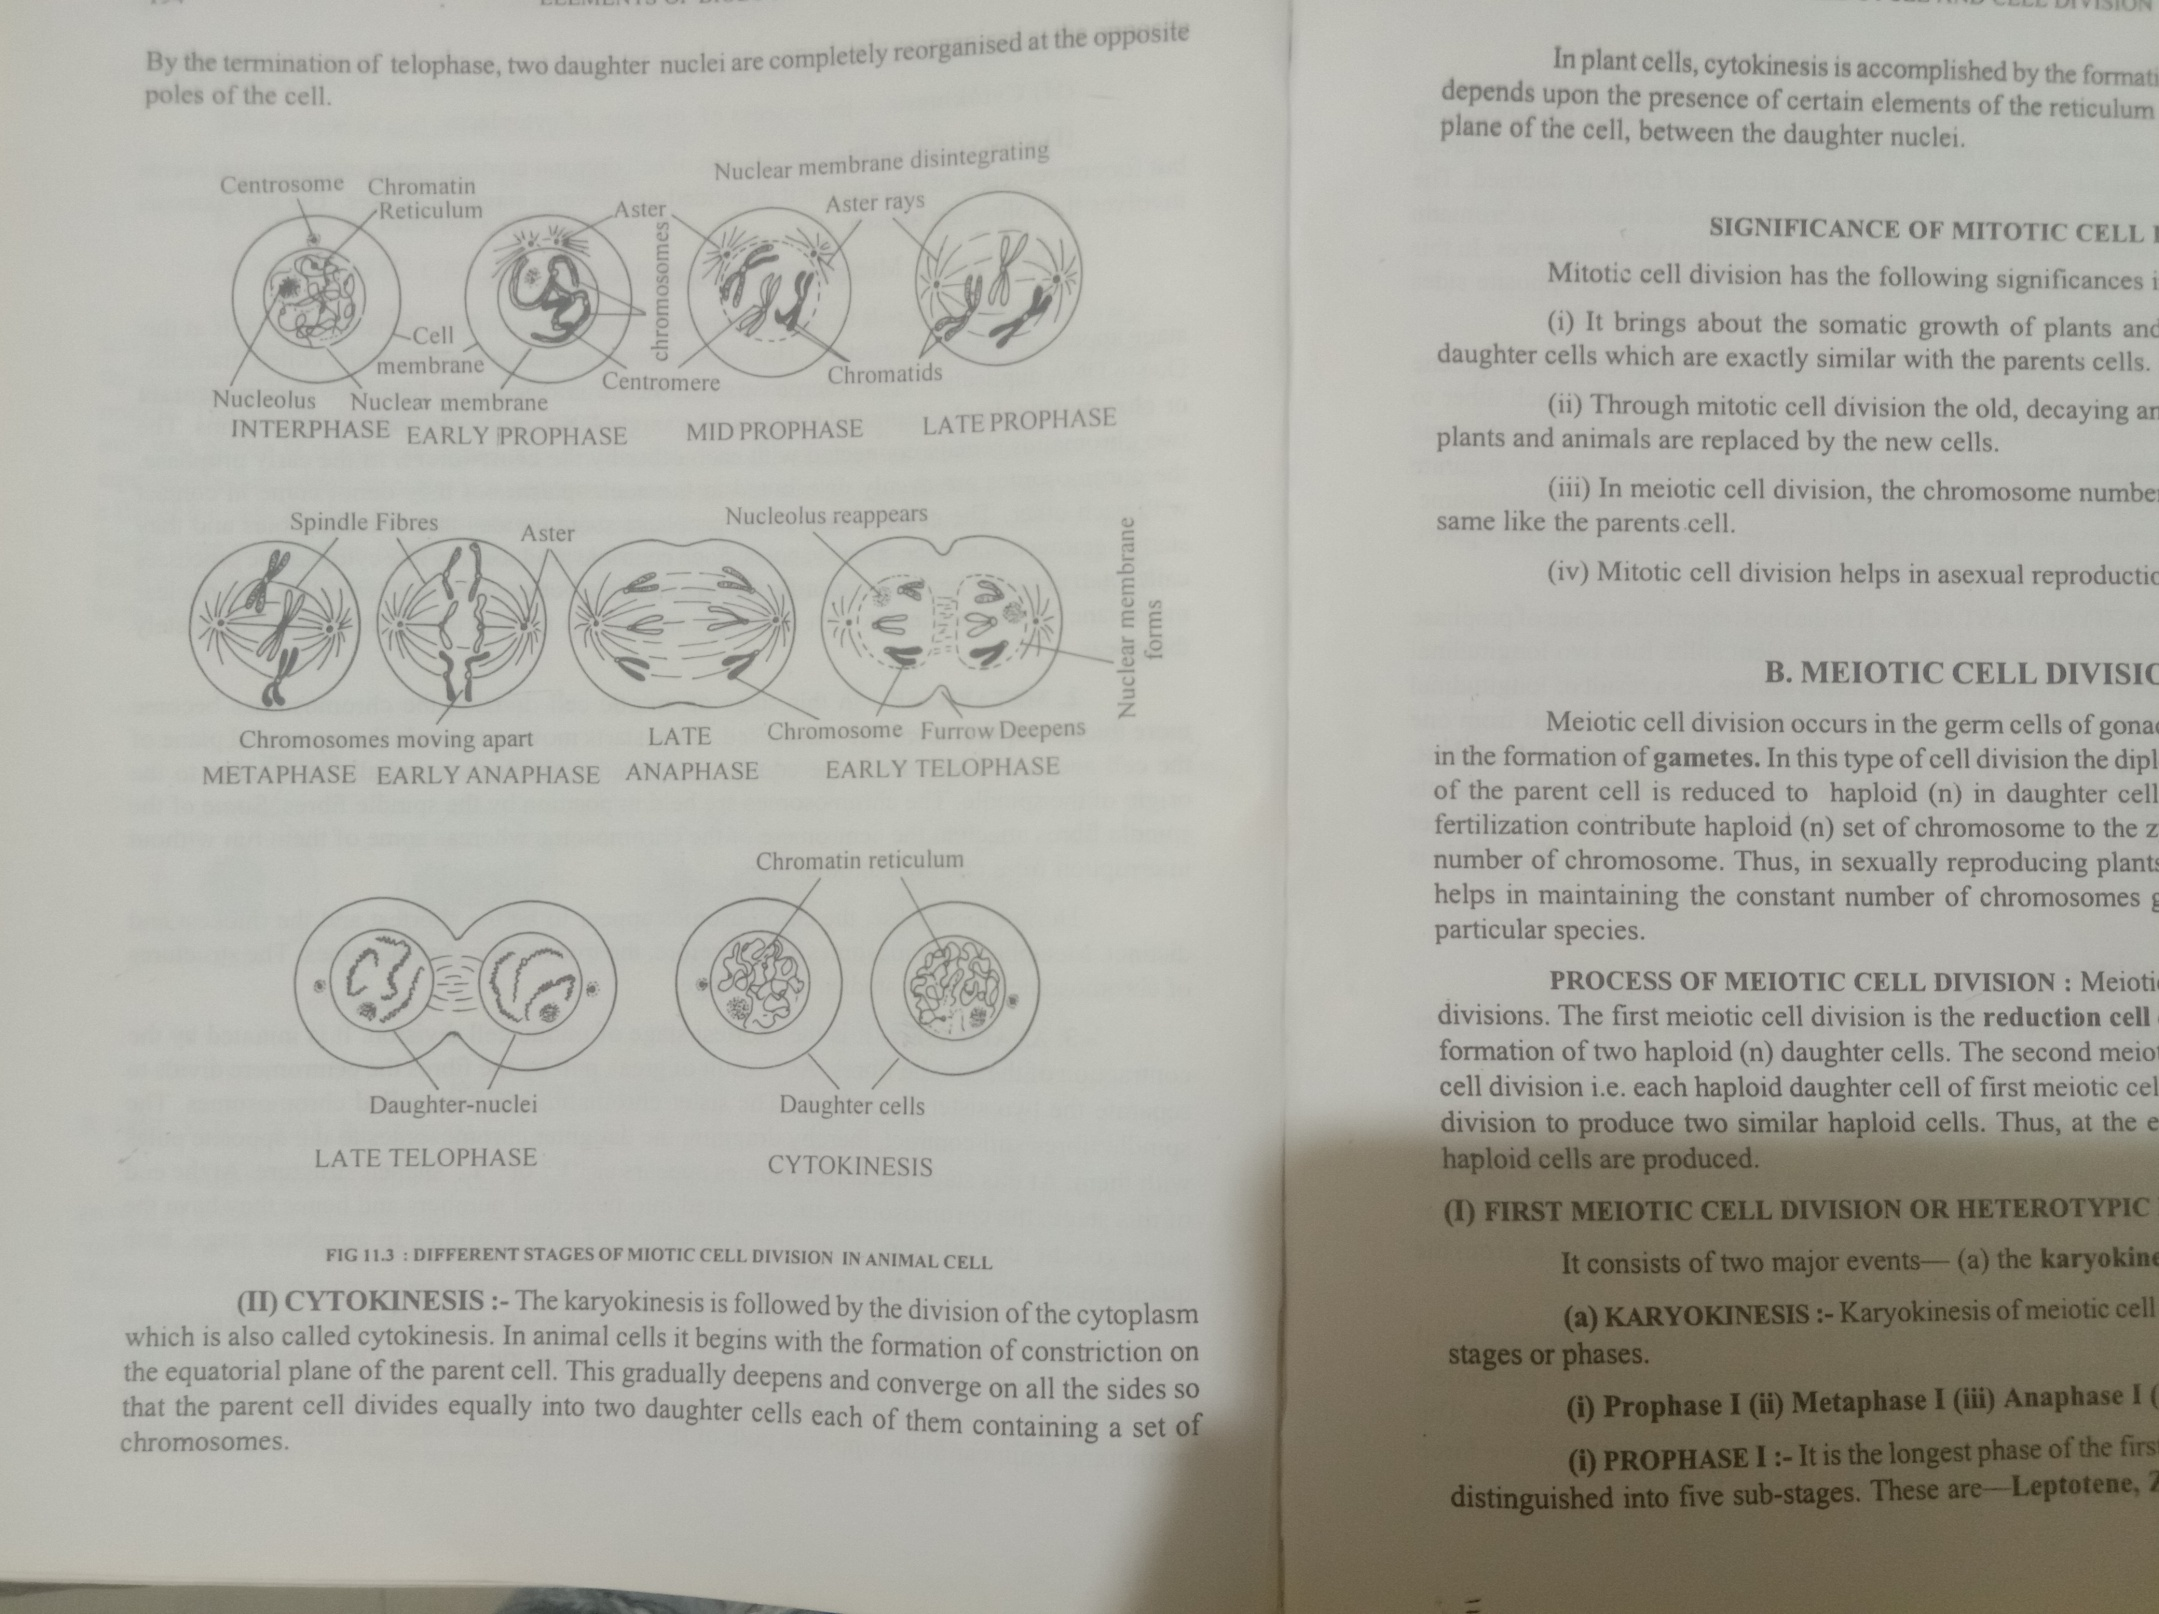 By the termination of telophase, two daughter nuclei are completely reorganised at the opposite
poles of the cell.
Nuclear membrane disintegrating
Centrosome
Chromatin
Reticulum
Aster
Aster rays
chromosomes
Cell
membrane
Centromere
Chromatids
Nucleolus
Nuclear membrane
INTERPHASE
EARLY PROPHASE
MID PROPHASE
LATE PROPHASE
Spindle Fibres
Aster
Nucleolus reappears
Nuclear membrane
forms
Chromosomes moving apart
Chromosome
Furrow Deepens
METAPHASE
EARLY ANAPHASE
LATE
ANAPHASE
EARLY TELOPHASE
Chromatin reticulum
Daughter-nuclei
Daughter cells
LATE TELOPHASE
CYTOKINESIS
FIG 11.3 : DIFFERENT STAGES OF MIOTIC CELL DIVISION IN ANIMAL CELL
(II) CYTOKINESIS :- The karyokinesis is followed by the division of the cytoplasm
which is also called cytokinesis. In animal cells it begins with the formation of constriction on
the equatorial plane of the parent cell. This gradually deepens and converge on all the sides so
that the parent cell divides equally into two daughter cells each of them containing a set of
chromosomes.
In plant cells, cytokinesis is accomplished by the
depends upon the presence of certain elements of the reticulum
plane of the cell, between the daughter nuclei.
SIGNIFICANCE OF MITOTIC CELL
Mitotic cell division has the following significances
(i) It brings about the somatic growth of plants and
daughter cells which are exactly similar with the parents cells.
(ii) Through mitotic cell division the old, decaying
plants and animals are replaced by the new cells.
(iii) In meiotic cell division, the chromosome
same like the parents cell.
(iv) Mitotic cell division helps in asexual
B. MEIOTIC CELL
Meiotic cell division occurs in the germ cells of
in the formation of gametes. In this type of cell division the
of the parent cell is reduced to haploid (n) in daughter
fertilization contribute haploid (n) set of chromosome to the
number of chromosome. Thus, in sexually reproducing
helps in maintaining the constant number of chromosomes
particular species.
PROCESS OF MEIOTIC CELL DIVISION :
divisions. The first meiotic cell division is the reduction cell
formation of two haploid (n) daughter cells. The second
cell division i.e. each haploid daughter cell of first meiotic
division to produce two similar haploid cells. Thus, at the
haploid cells are produced.
(I) FIRST MEIOTIC CELL DIVISION OR HETEROTYPIC
It consists of two major events— (a) the
(a) KARYOKINESIS :- Karyokinesis of meiotic cell
stages or phases.
(i) Prophase I (ii) Metaphase I (iii) Anaphase I (
(i) PROPHASE I :- It is the longest phase of the
distinguished into five sub-stages. These are—Leptotene,